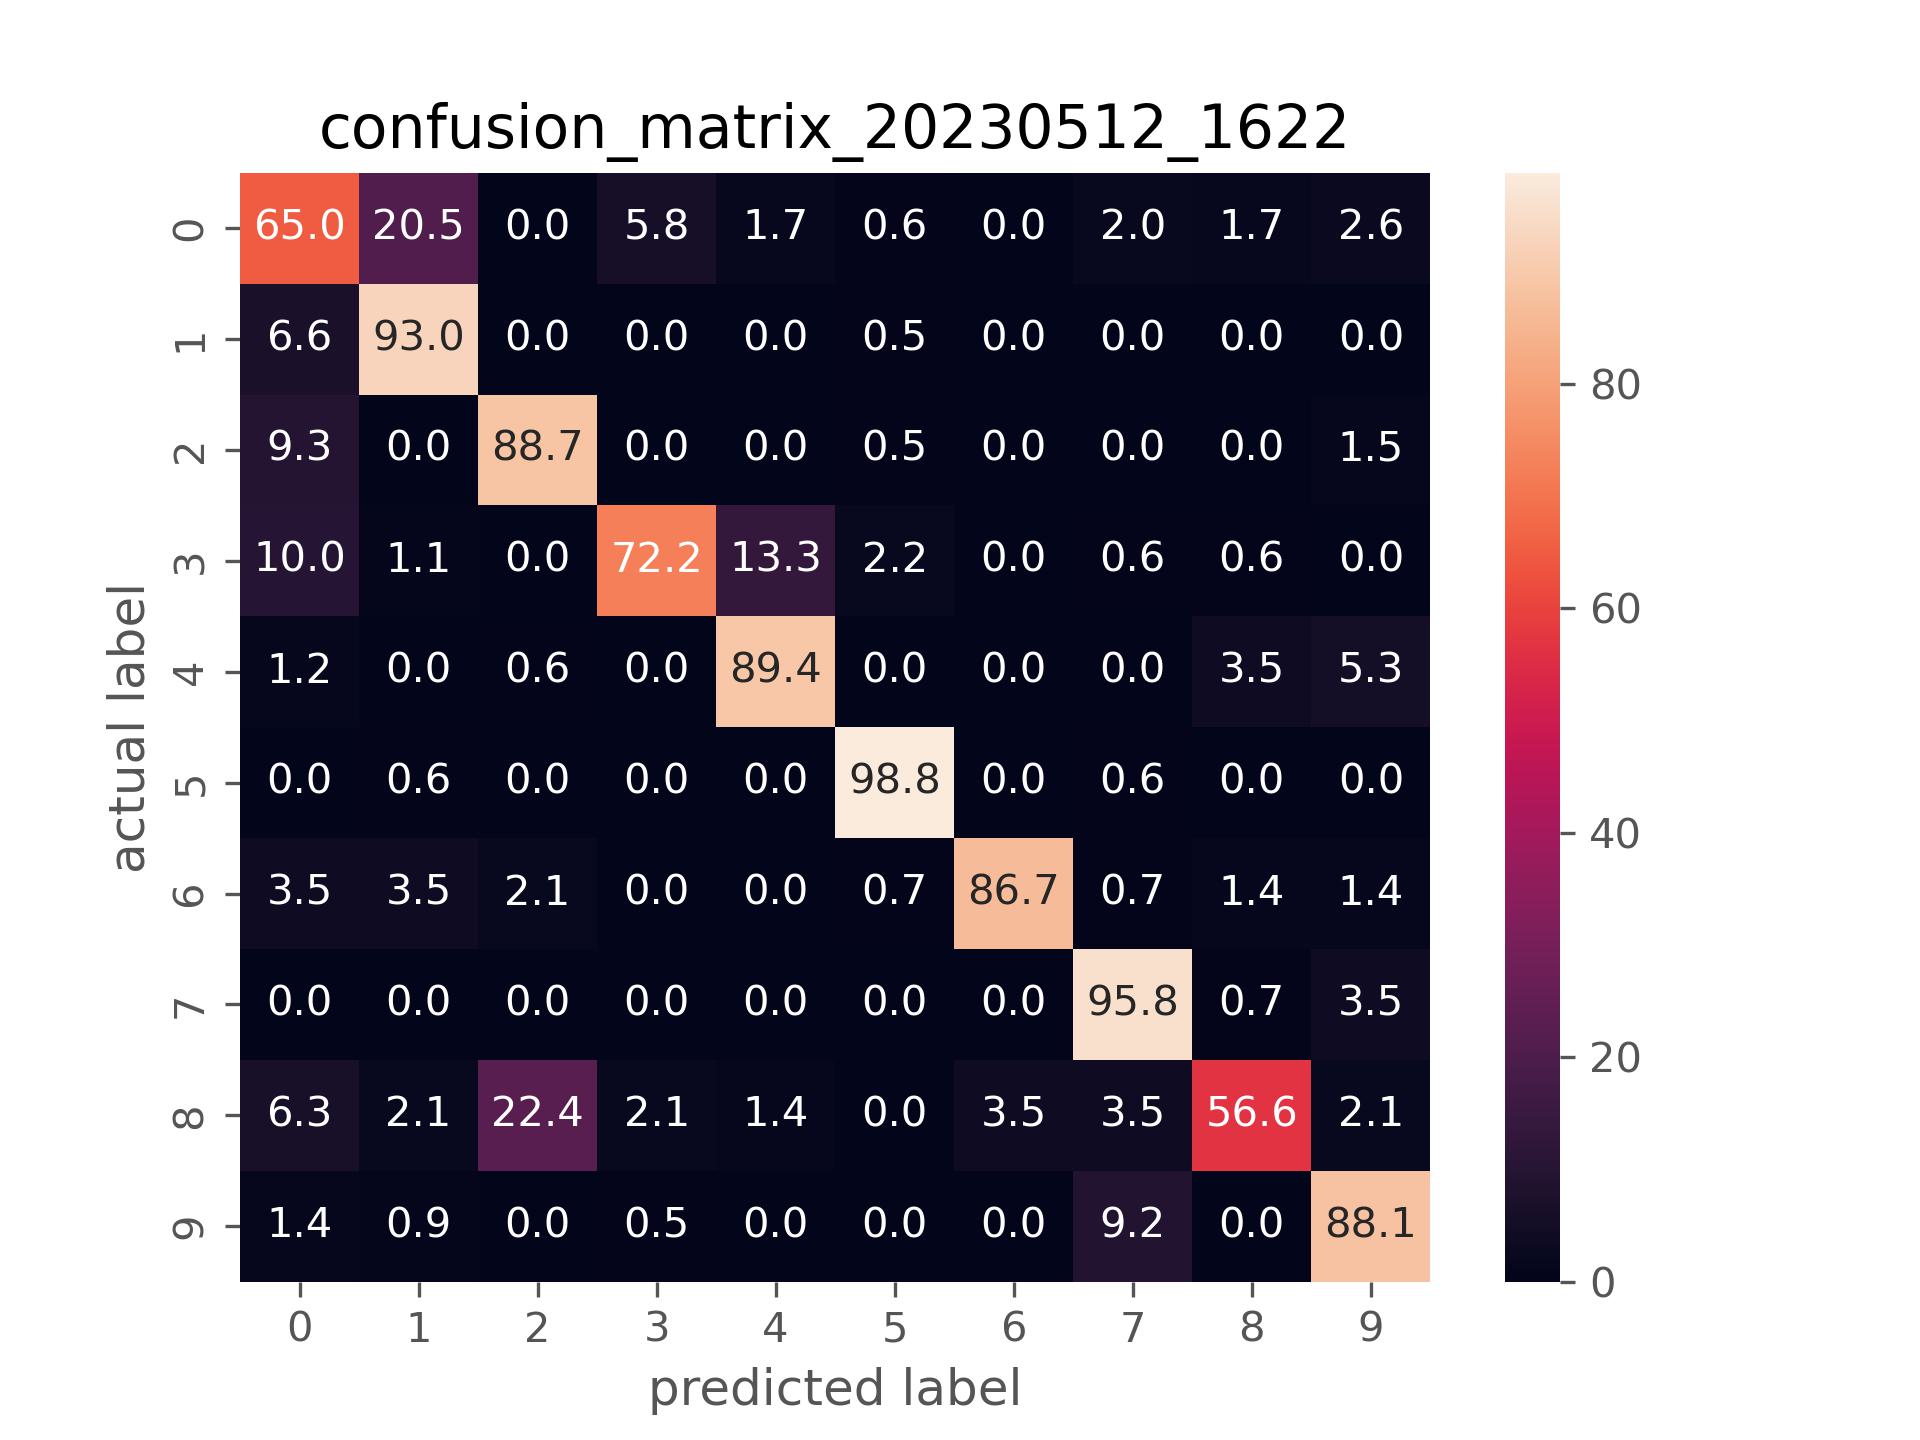 confusion_matrix_20230512_1622
0 65.0 20.5 0.0 5.8 1.7 0.6 0.0 2.0 1.7 2.6
1 6.6 93.0 0.0 0.0 0.0 0.5 0.0 0.0 0.0 0.0
2 9.3 0.0 88.7 0.0 0.0 0.5 0.0 0.0 0.0 1.5
3 10.0 1.1 0.0 72.2 13.3 2.2 0.0 0.6 0.6 0.0
4 1.2 0.0 0.6 0.0 89.4 0.0 0.0 0.0 3.5 5.3
5 0.0 0.6 0.0 0.0 0.0 98.8 0.0 0.6 0.0 0.0
6 3.5 3.5 2.1 0.0 0.0 0.7 86.7 0.7 1.4 1.4
7 0.0 0.0 0.0 0.0 0.0 0.0 0.0 95.8 0.7 3.5
8 6.3 2.1 22.4 2.1 1.4 0.0 3.5 3.5 56.6 2.1
9 1.4 0.9 0.0 0.5 0.0 0.0 0.0 9.2 0.0 88.1
0 1 2 3 4 5 6 7 8 9
predicted label
actual label
80
60
40
20
0